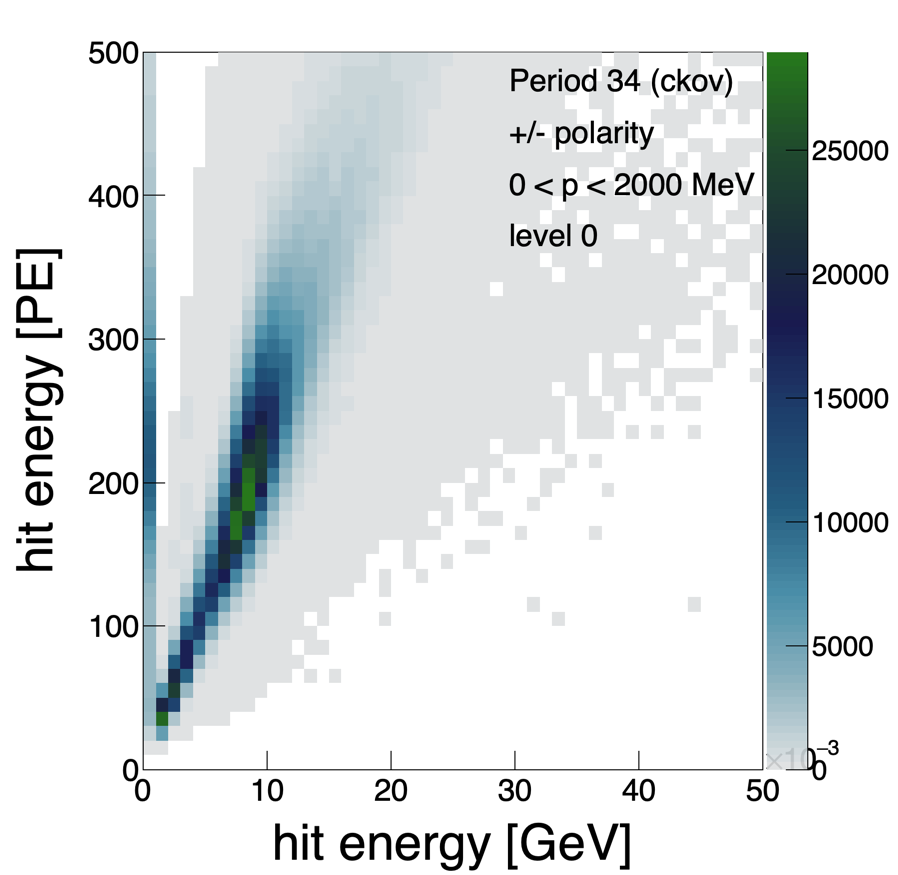 500
400
300
200
100
0
hit energy [PE]
Period 34 (ckov)
+/- polarity
0 < p < 2000 MeV
level 0
25000
20000
15000
10000
5000
0
×10⁻³
0 10 20 30 40 50
hit energy [GeV]